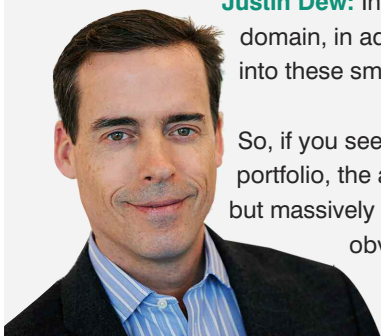 Justin Dew: In
domain, in ad
into these sm
So, if you see
portfolio, the a
but massively
obv